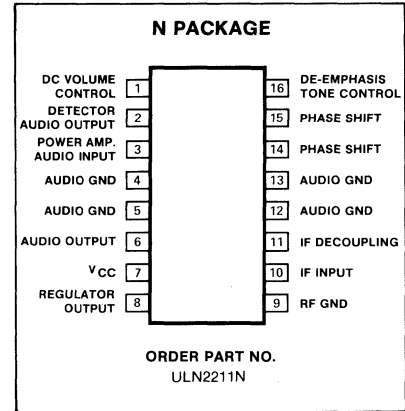 N PACKAGE
DC VOLUME
CONTROL 1
DETECTOR
AUDIO OUTPUT 2
POWER AMP.
AUDIO INPUT 3
AUDIO GND 4
AUDIO GND 5
AUDIO OUTPUT 6
VCC 7
REGULATOR
OUTPUT 8
16 DE-EMPHASIS
TONE CONTROL
15 PHASE SHIFT
14 PHASE SHIFT
13 AUDIO GND
12 AUDIO GND
11 IF DECOUPLING
10 IF INPUT
9 RF GND
ORDER PART NO.
ULN2211N